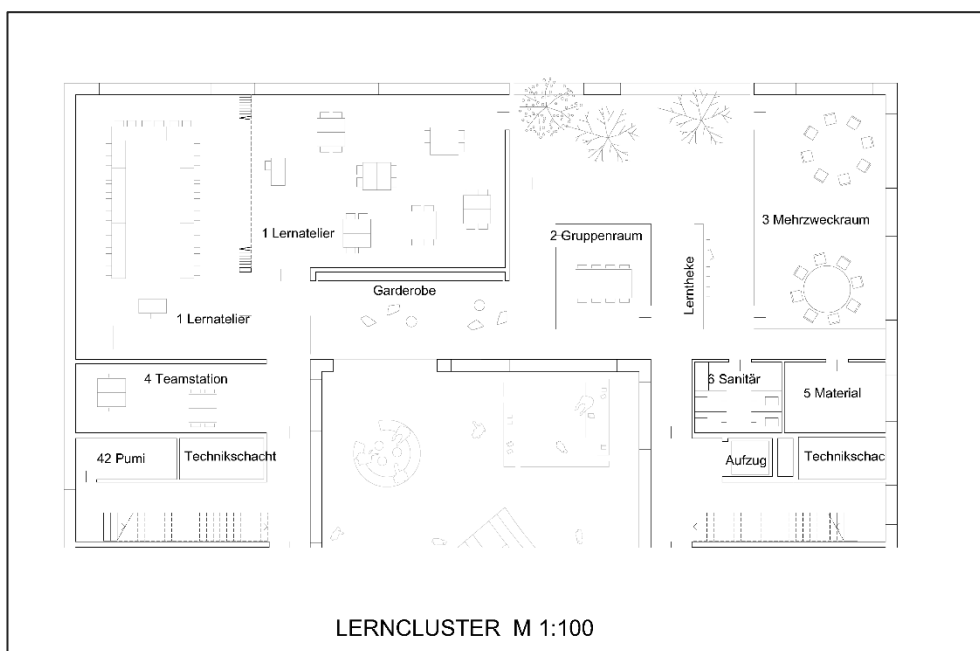 3 Mehrzweckraum
1 Lernatelier
2 Gruppenraum
Lerntheke
Garderobe
1 Lernatelier
4 Teamstation
6 Sanitär
5 Material
42 Pumi
Technikschacht
Aufzug
Technikschac
LERNCLUSTER M 1:100